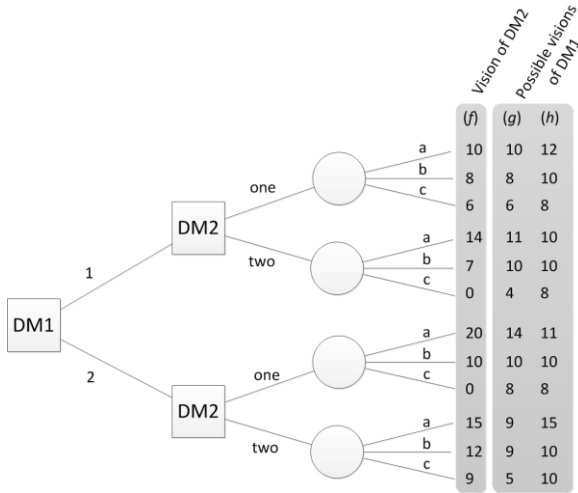 Vision of DM2
Possible visions
of DM1
(f) (g) (h)
a 10 10 12
b 8 8 10
one c 6 6 8
DM2
a 14 11 10
two b 7 10 10
c 0 4 8
1
DM1
a 20 14 11
2 one b 10 10 10
c 0 8 8
DM2
a 15 9 15
two b 12 9 10
c 9 5 10